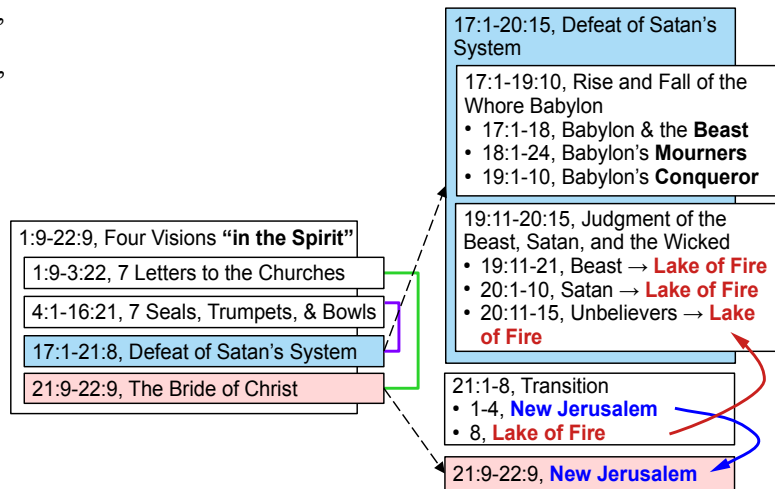 1:9-22:9, Four Visions “in the Spirit”
1:9-3:22, 7 Letters to the Churches
4:1-16:21, 7 Seals, Trumpets, & Bowls
17:1-21:8, Defeat of Satan’s System
21:9-22:9, The Bride of Christ
17:1-20:15, Defeat of Satan’s
System
17:1-19:10, Rise and Fall of the
Whore Babylon
• 17:1-18, Babylon & the Beast
• 18:1-24, Babylon’s Mourners
• 19:1-10, Babylon’s Conqueror
19:11-20:15, Judgment of the
Beast, Satan, and the Wicked
• 19:11-21, Beast → Lake of Fire
• 20:1-10, Satan → Lake of Fire
• 20:11-15, Unbelievers → Lake
of Fire
21:1-8, Transition
• 1-4, New Jerusalem
• 8, Lake of Fire
21:9-22:9, New Jerusalem